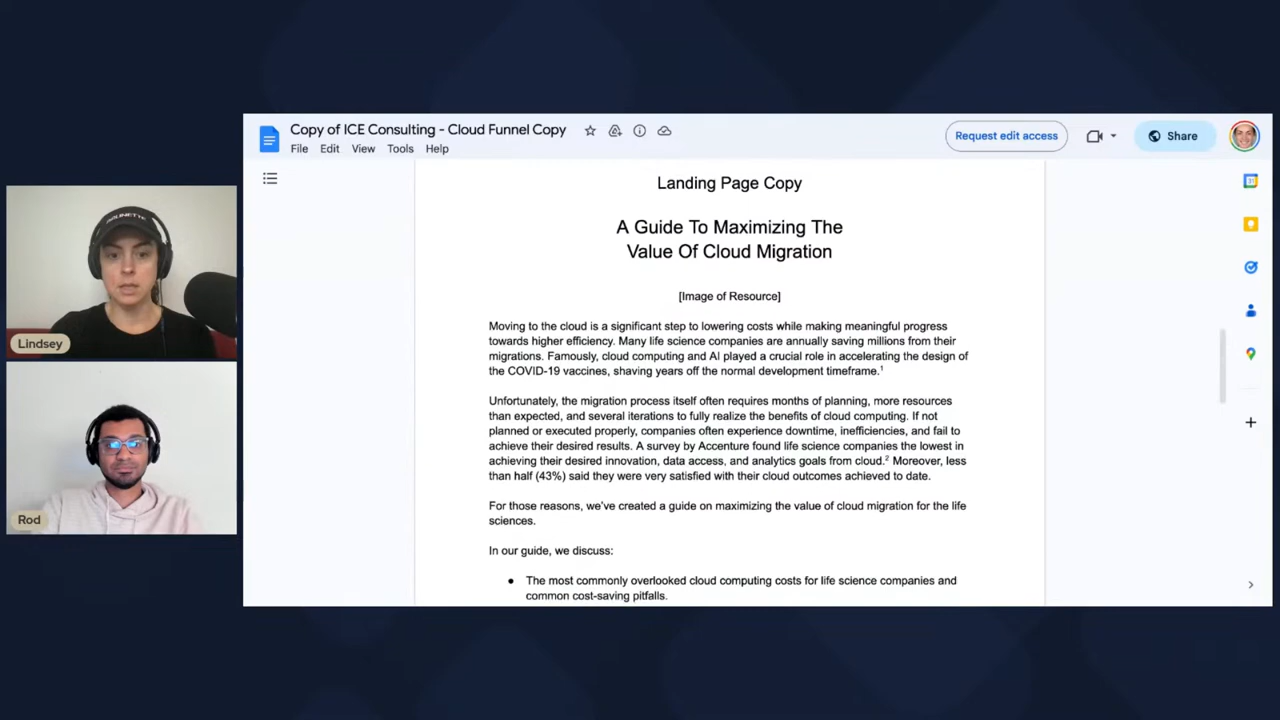 Copy of ICE Consulting - Cloud Funnel Copy
File Edit View Tools Help
Request edit access
Share
31
Landing Page Copy
A Guide To Maximizing The
Value Of Cloud Migration
[Image of Resource]
Moving to the cloud is a significant step to lowering costs while making meaningful progress
towards higher efficiency. Many life science companies are annually saving millions from their
migrations. Famously, cloud computing and AI played a crucial role in accelerating the design of
the COVID-19 vaccines, shaving years off the normal development timeframe.¹
Unfortunately, the migration process itself often requires months of planning, more resources
than expected, and several iterations to fully realize the benefits of cloud computing. If not
planned or executed properly, companies often experience downtime, inefficiencies, and fail to
achieve their desired results. A survey by Accenture found life science companies the lowest in
achieving their desired innovation, data access, and analytics goals from cloud.² Moreover, less
than half (43%) said they were very satisfied with their cloud outcomes achieved to date.
For those reasons, we've created a guide on maximizing the value of cloud migration for the life
sciences.
In our guide, we discuss:
● The most commonly overlooked cloud computing costs for life science companies and
common cost-saving pitfalls.
Lindsey
Rod